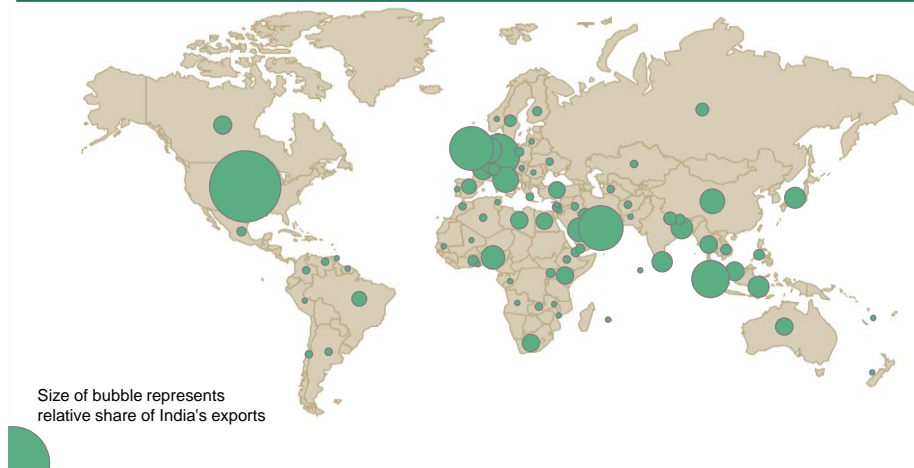 Size of bubble represents
relative share of India's exports